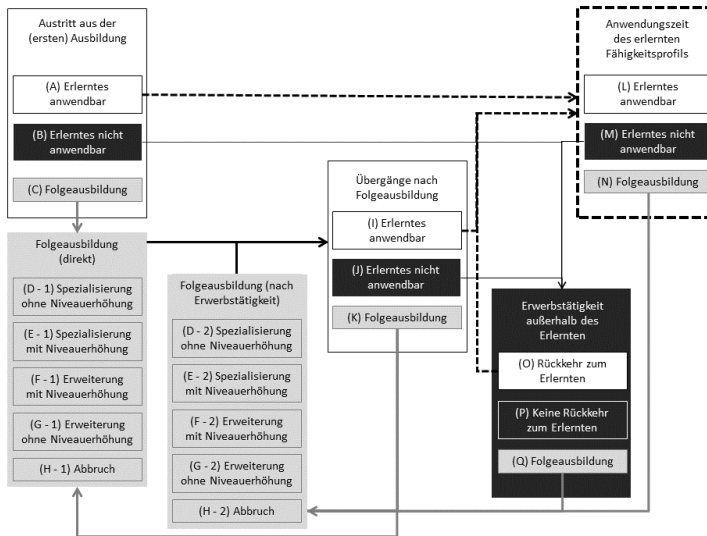 Austritt aus der
(ersten) Ausbildung
(A) Erlerntes
anwendbar
(B) Erlerntes nicht
anwendbar
(C) Folgeausbildung
Folgeausbildung
(direkt)
(D - 1) Spezialisierung
ohne Niveauerhöhung
(E - 1) Spezialisierung
mit Niveauerhöhung
(F - 1) Erweiterung
mit Niveauerhöhung
(G - 1) Erweiterung
ohne Niveauerhöhung
(H - 1) Abbruch
Folgeausbildung (nach
Erwerbstätigkeit)
(D - 2) Spezialisierung
ohne Niveauerhöhung
(E - 2) Spezialisierung
mit Niveauerhöhung
(F - 2) Erweiterung
mit Niveauerhöhung
(G - 2) Erweiterung
ohne Niveauerhöhung
(H - 2) Abbruch
Übergänge nach
Folgeausbildung
(I) Erlerntes
anwendbar
(J) Erlerntes nicht
anwendbar
(K) Folgeausbildung
Anwendungszeit
des erlernten
Fähigkeitsprofils
(L) Erlerntes
anwendbar
(M) Erlerntes nicht
anwendbar
(N) Folgeausbildung
Erwerbstätigkeit
außerhalb des
Erlernten
(O) Rückkehr zum
Erlernten
(P) Keine Rückkehr
zum Erlernten
(Q) Folgeausbildung